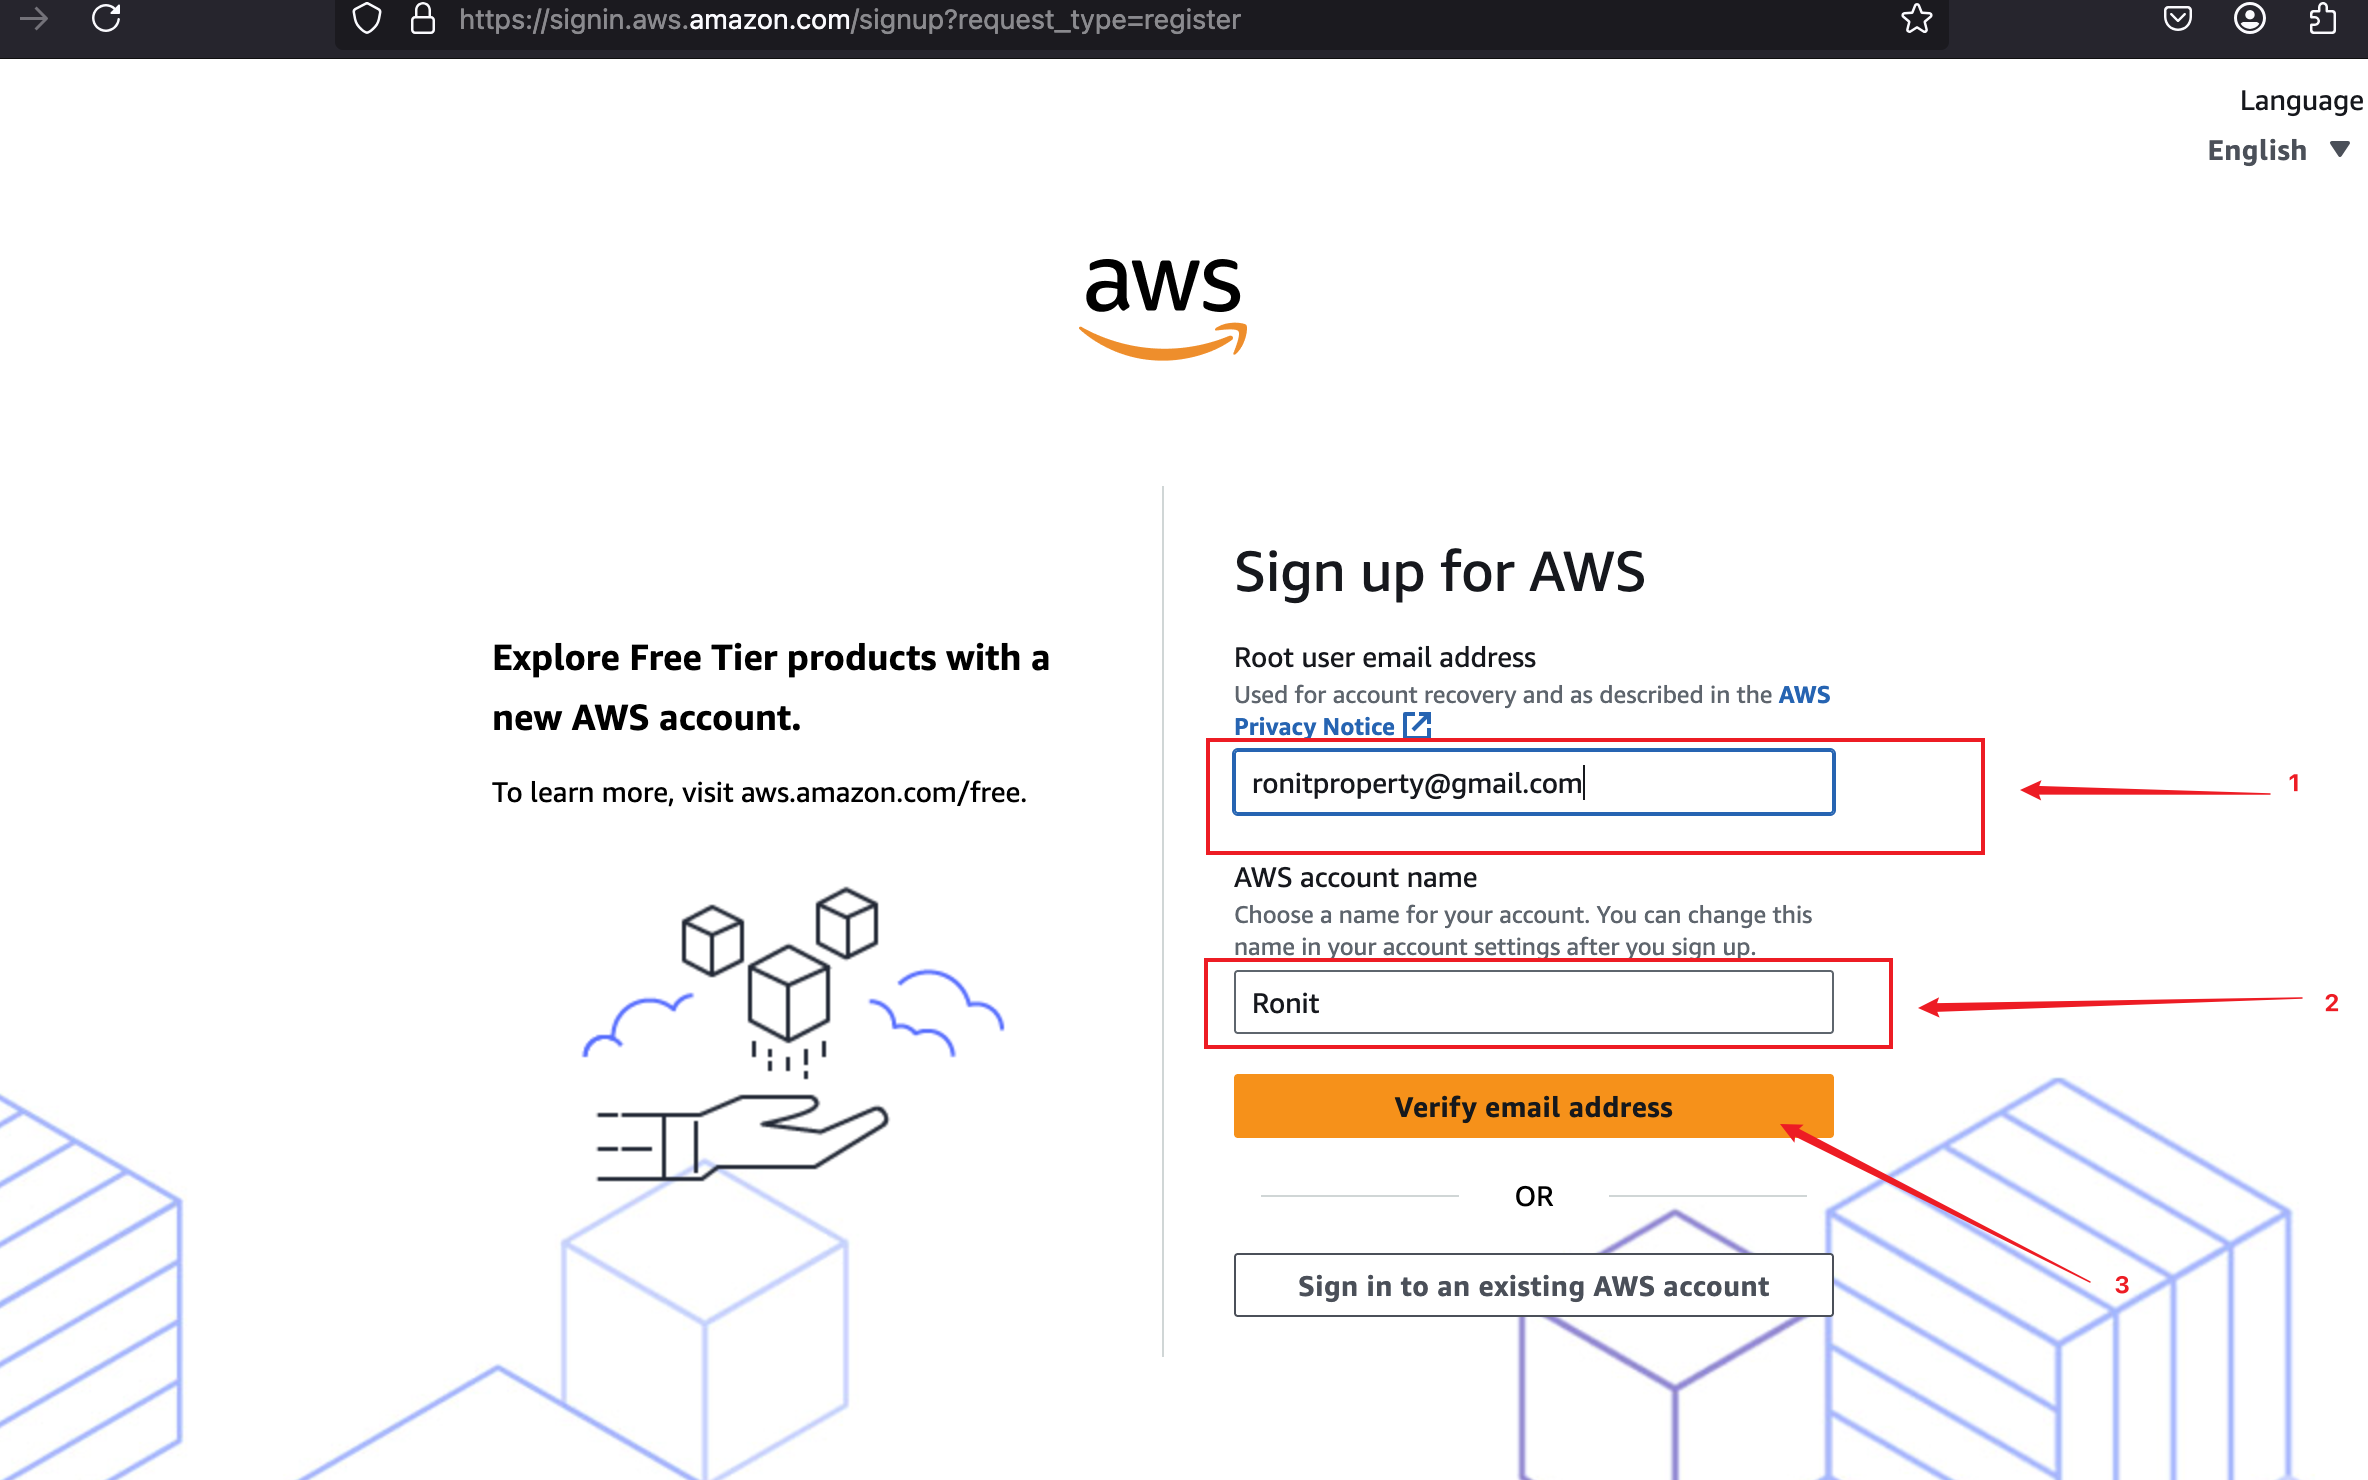 https://signin.aws.amazon.com/signup?request_type=register
Language
English
aws
Explore Free Tier products with a
new AWS account.
To learn more, visit aws.amazon.com/free.
Sign up for AWS
Root user email address
Used for account recovery and as described in the AWS
Privacy Notice
ronitproperty@gmail.com
1
AWS account name
Choose a name for your account. You can change this
name in your account settings after you sign up.
Ronit
2
Verify email address
OR
Sign in to an existing AWS account
3